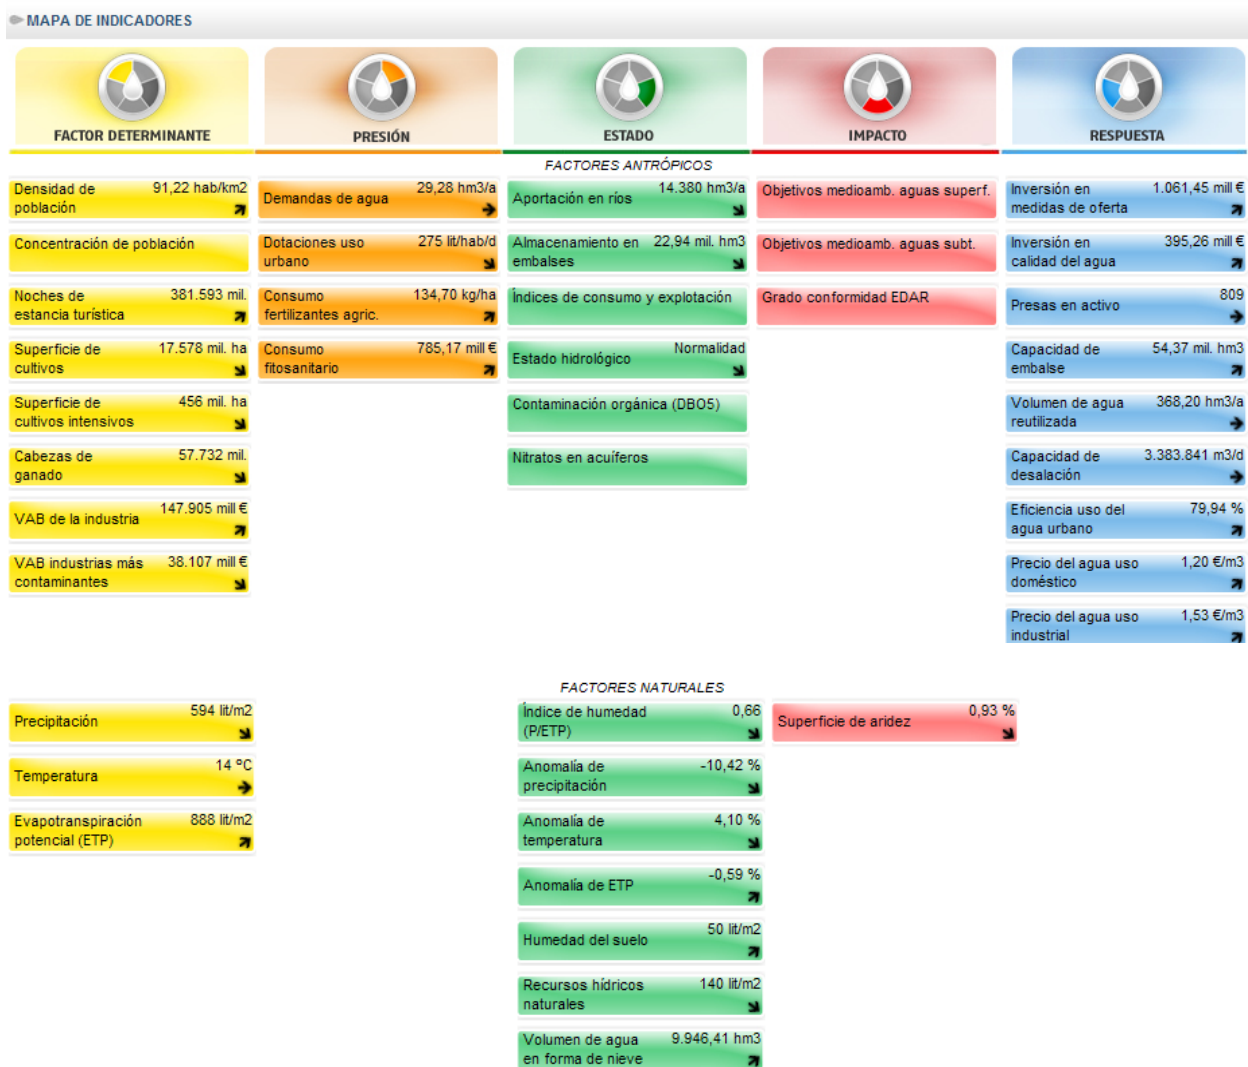 MAPA DE INDICADORES
FACTOR DETERMINANTE
PRESIÓN
ESTADO
IMPACTO
RESPUESTA
FACTORES ANTRÓPICOS
Densidad de 91,22 hab/km2
población
Concentración de población
Noches de 381.593 mil.
estancia turística
Superficie de 17.578 mil. ha
cultivos
Superficie de 456 mil. ha
cultivos intensivos
Cabezas de 57.732 mil.
ganado
VAB de la industria 147.905 mill €
VAB industrias más 38.107 mill €
contaminantes
Demandas de agua 29,28 hm3/a
Dotaciones uso 275 lit/hab/d
urbano
Consumo 134,70 kg/ha
fertilizantes agric.
Consumo 785,17 mill €
fitosanitario
Aportación en ríos 14.380 hm3/a
Almacenamiento en 22,94 mil. hm3
embalses
Índices de consumo y explotación
Estado hidrológico Normalidad
Contaminación orgánica (DBO5)
Nitratos en acuíferos
Objetivos medioamb. aguas superf.
Objetivos medioamb. aguas subt.
Grado conformidad EDAR
Inversión en 1.061,45 mill €
medidas de oferta
Inversión en 395,26 mill €
calidad del agua
Presas en activo 809
Capacidad de 54,37 mil. hm3
embalse
Volumen de agua 368,20 hm3/a
reutilizada
Capacidad de 3.383.841 m3/d
desalación
Eficiencia uso del 79,94 %
agua urbano
Precio del agua uso 1,20 €/m3
doméstico
Precio del agua uso 1,53 €/m3
industrial
FACTORES NATURALES
Precipitación 594 lit/m2
Temperatura 14 ºC
Evapotranspiración 888 lit/m2
potencial (ETP)
Índice de humedad 0,66
(P/ETP)
Anomalía de -10,42 %
precipitación
Anomalía de 4,10 %
temperatura
Anomalía de ETP -0,59 %
Humedad del suelo 50 lit/m2
Recursos hídricos 140 lit/m2
naturales
Volumen de agua 9.946,41 hm3
en forma de nieve
Superficie de aridez 0,93 %